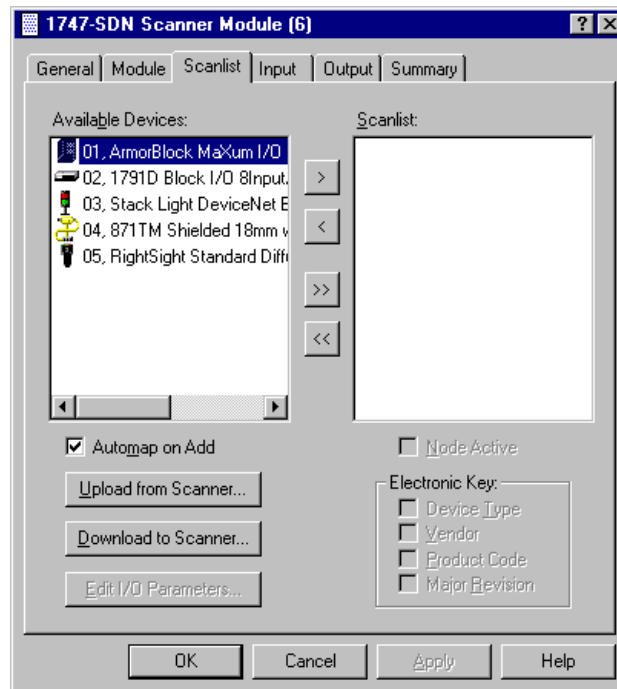 1747-SDN Scanner Module (6)
General Module Scanlist Input Output Summary
Available Devices:
Scanlist:
01, ArmorBlock MaXum I/O
02, 1791D Block I/O 8Input.
03, Stack Light DeviceNet E
04, 871TM Shielded 18mm w
05, RightSight Standard Diff
>
<
>>
<<
Automap on Add
Node Active
Upload from Scanner...
Download to Scanner...
Edit I/O Parameters...
Electronic Key:
Device Type
Vendor
Product Code
Major Revision
OK Cancel Apply Help